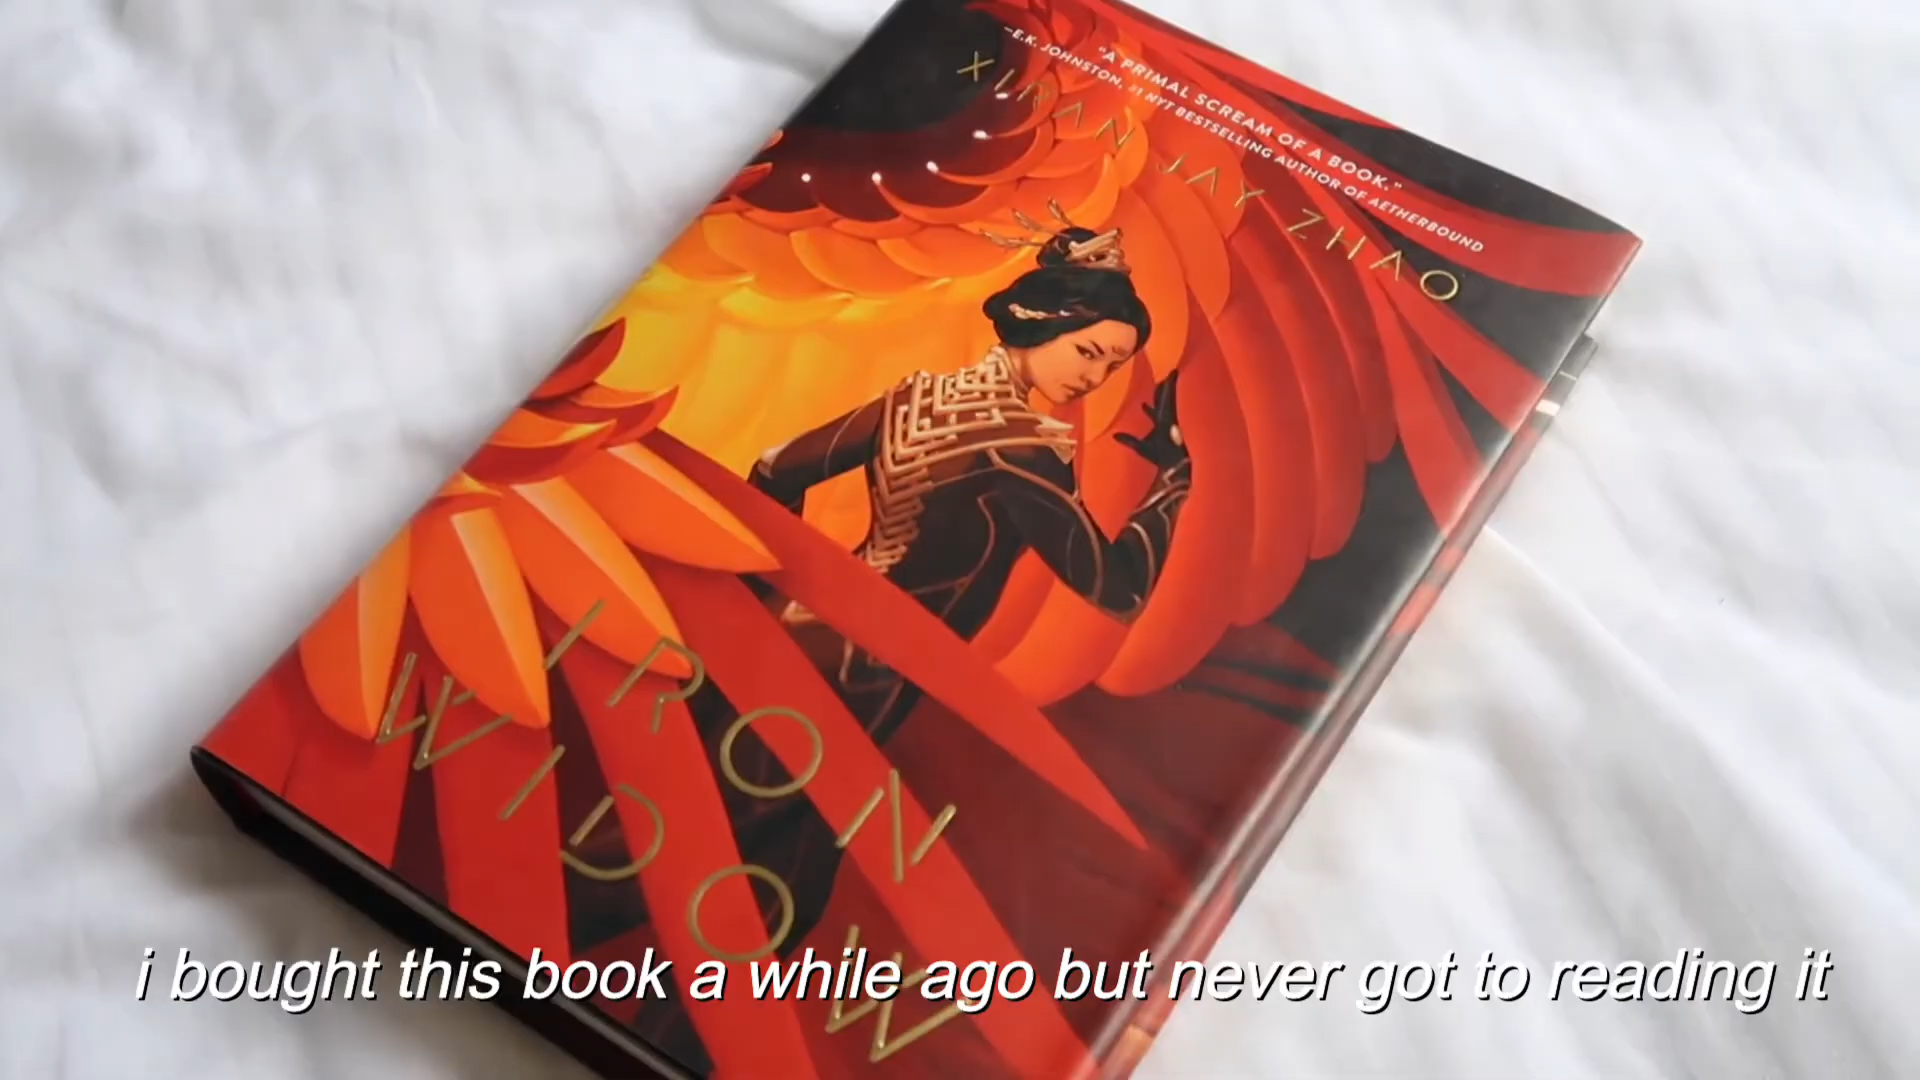 "A PRIMAL SCREAM OF A BOOK."
—E.K. JOHNSTON, #1 NYT BESTSELLING AUTHOR OF AETHERBOUND
XIRAN JAY ZHAO
IRON
WIDOW
i bought this book a while ago but never got to reading it